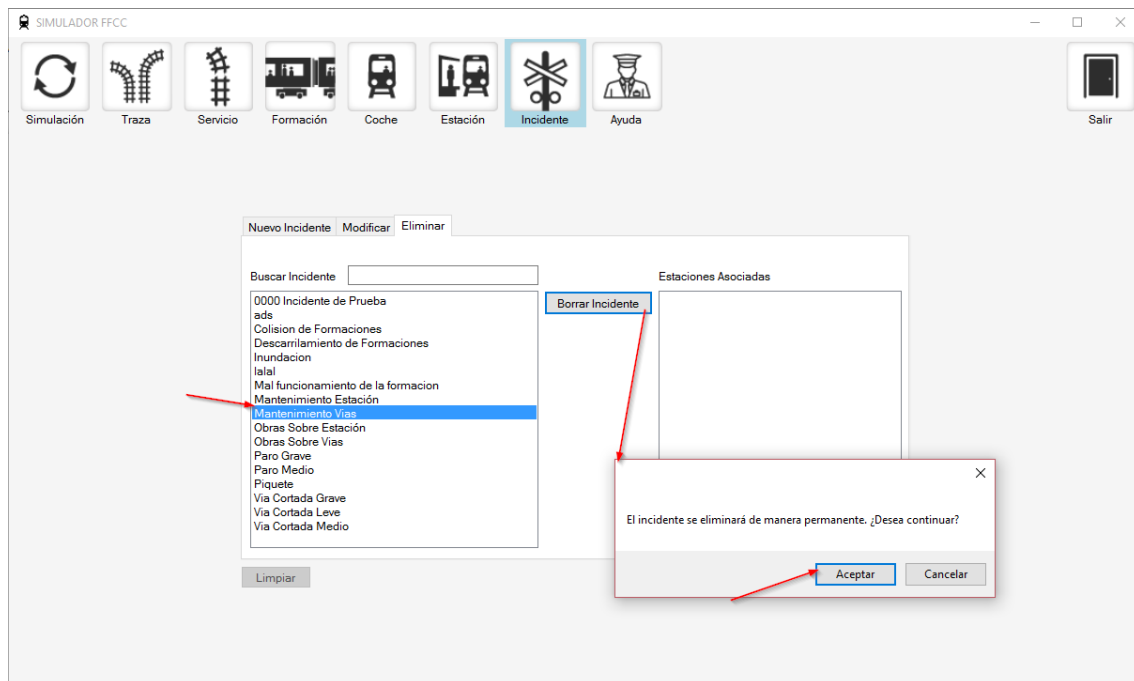 SIMULADOR FFCC
Simulación Traza Servicio Formación Coche Estación Incidente Ayuda Salir
Nuevo Incidente Modificar Eliminar
Buscar Incidente Estaciones Asociadas
Borrar Incidente
0000 Incidente de Prueba
ads
Colision de Formaciones
Descarrilamiento de Formaciones
Inundacion
lalal
Mal funcionamiento de la formacion
Mantenimiento Estación
Mantenimiento Vias
Obras Sobre Estación
Obras Sobre Vias
Paro Grave
Paro Medio
Piquete
Via Cortada Grave
Via Cortada Leve
Via Cortada Medio
El incidente se eliminará de manera permanente. ¿Desea continuar?
Aceptar Cancelar
Limpiar